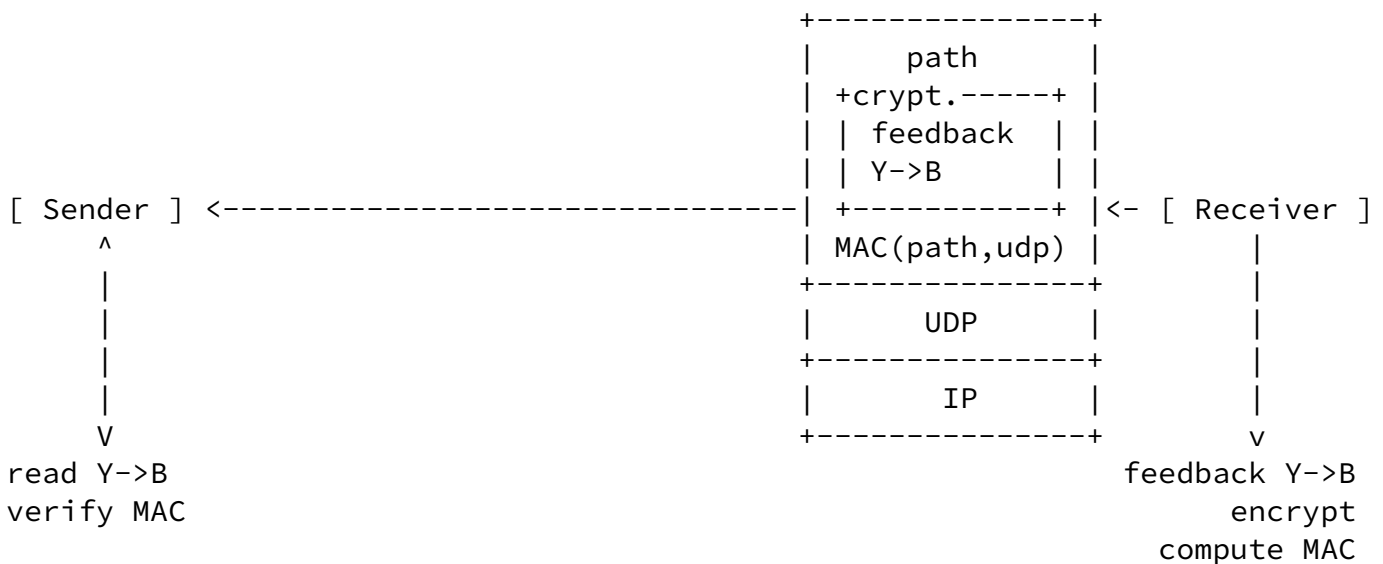 path
crypt.
feedback
Y->B
[ Sender ] <- [ Receiver ]
MAC(path,udp)
UDP
IP
read Y->B feedback Y->B
verify MAC encrypt
compute MAC